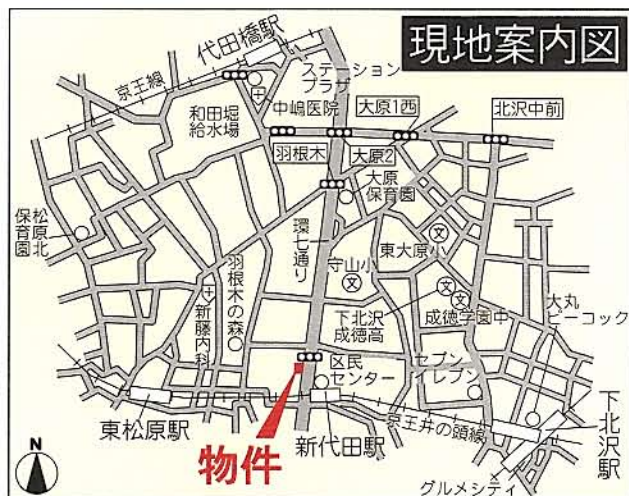 現地案内図
代田橋駅
京王線
ステーション
プラザ
中嶋医院
和田堀
給水場
大原1西
北沢中前
羽根木
大原2
大原
保育園
松原北
保育園
環七通り
守山小
文
東大原小
文
羽根木の森
新藤内科
下北沢
成徳高
文
文
成徳学園中
大丸
ピーコック
区民
センター
セブン
イレブン
下北沢駅
東松原駅
物件
新代田駅
京王井の頭線
グルメシティ
N